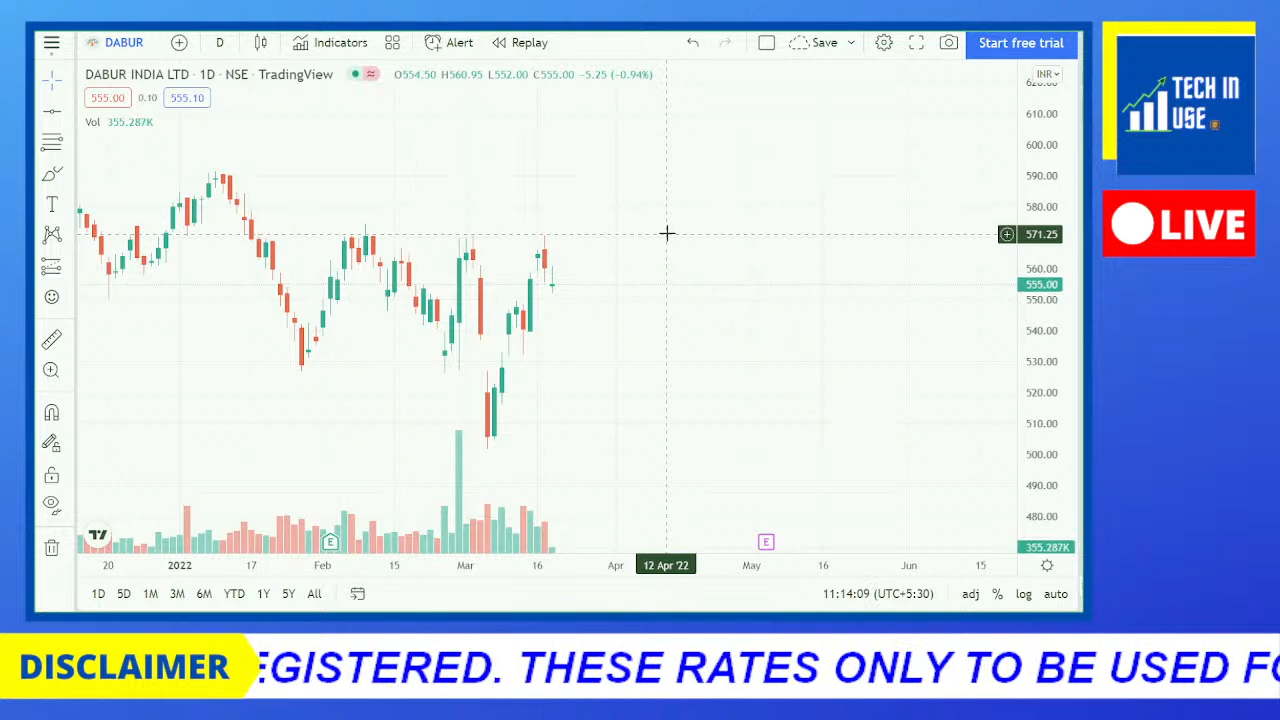 DABUR
D
Indicators
Alert
Replay
Save
Start free trial
DABUR INDIA LTD · 1D · NSE · TradingView
O554.50 H560.95 L552.00 C555.00 −5.25 (−0.94%)
INR
555.00 0.10 555.10
Vol 355.287K
620.00
610.00
600.00
590.00
580.00
571.25
560.00
555.00
550.00
540.00
530.00
520.00
510.00
500.00
490.00
480.00
355.287K
E
E
20 2022 17 Feb 15 Mar 16 Apr 12 Apr '22 May 16 Jun 15
1D 5D 1M 3M 6M YTD 1Y 5Y All
11:14:09 (UTC+5:30) adj % log auto
TECH IN
USE
LIVE
DISCLAIMER
EGISTERED. THESE RATES ONLY TO BE USED FO